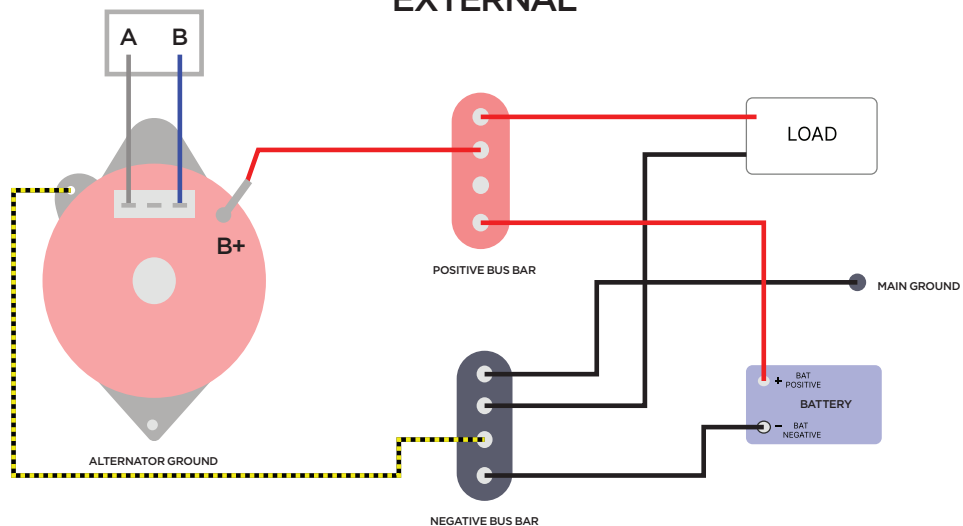 EXTERNAL
A B
LOAD
B+
POSITIVE BUS BAR
MAIN GROUND
+ BAT
POSITIVE
BATTERY
- BAT
NEGATIVE
ALTERNATOR GROUND
NEGATIVE BUS BAR